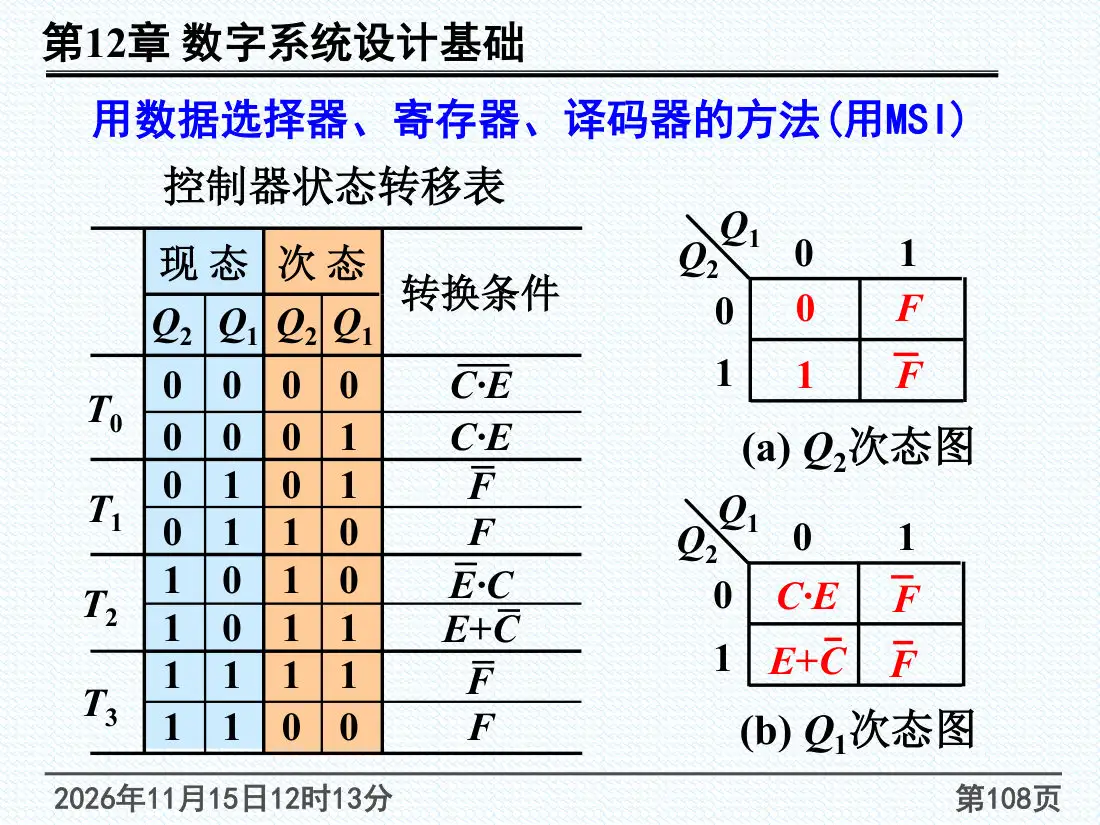 第12章 数字系统设计基础
用数据选择器、寄存器、译码器的方法(用MSI)
控制器状态转移表
现态 次态 转换条件
Q₂ Q₁ Q₂ Q₁
T₀ 0 0 0 0 C̅·̅E̅
0 0 0 1 C·E
T₁ 0 1 0 1 F̅
0 1 1 0 F
T₂ 1 0 1 0 E̅·C
1 0 1 1 E+C̅
T₃ 1 1 1 1 F̅
1 1 0 0 F
Q₁
Q₂ 0 1
0 0 F
1 1 F̅
(a) Q₂次态图
Q₁
Q₂ 0 1
0 C·E F̅
1 E+C̅ F̅
(b) Q₁次态图
2026年11月15日12时13分 第108页